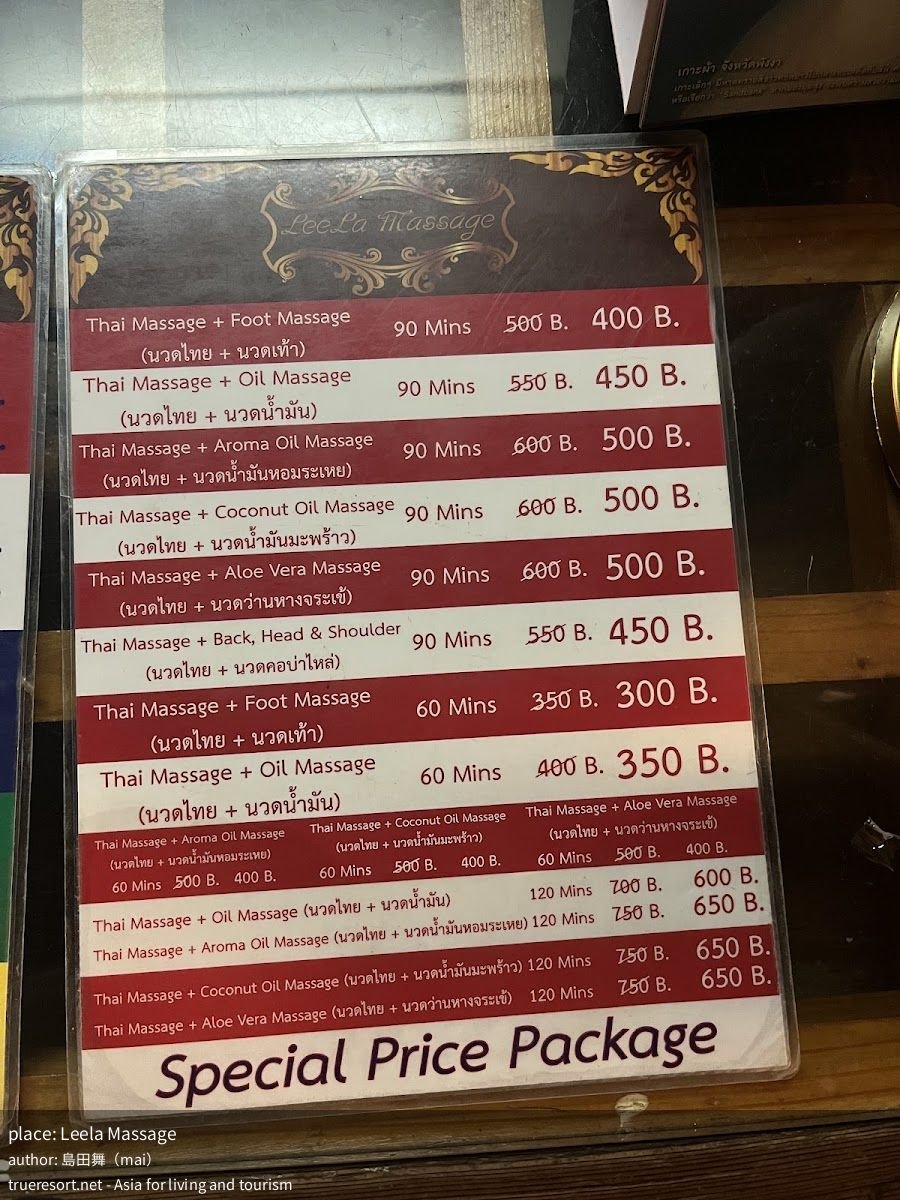 เกาะผ้า จังหวัดพังงา
LeeLa Massage
Thai Massage + Foot Massage 90 Mins 500 B. 400 B.
(นวดไทย + นวดเท้า)
Thai Massage + Oil Massage 90 Mins 550 B. 450 B.
(นวดไทย + นวดน้ำมัน)
Thai Massage + Aroma Oil Massage 90 Mins 600 B. 500 B.
(นวดไทย + นวดน้ำมันหอมระเหย)
Thai Massage + Coconut Oil Massage 90 Mins 600 B. 500 B.
(นวดไทย + นวดน้ำมันมะพร้าว)
Thai Massage + Aloe Vera Massage 90 Mins 600 B. 500 B.
(นวดไทย + นวดว่านหางจระเข้)
Thai Massage + Back, Head & Shoulder 90 Mins 550 B. 450 B.
(นวดไทย + นวดคอบ่าไหล่)
Thai Massage + Foot Massage 60 Mins 350 B. 300 B.
(นวดไทย + นวดเท้า)
Thai Massage + Oil Massage 60 Mins 400 B. 350 B.
(นวดไทย + นวดน้ำมัน)
Thai Massage + Aroma Oil Massage
(นวดไทย + นวดน้ำมันหอมระเหย)
60 Mins 500 B. 400 B.
Thai Massage + Coconut Oil Massage
(นวดไทย + นวดน้ำมันมะพร้าว)
60 Mins 500 B. 400 B.
Thai Massage + Aloe Vera Massage
(นวดไทย + นวดว่านหางจระเข้)
60 Mins 500 B. 400 B.
Thai Massage + Oil Massage (นวดไทย + นวดน้ำมัน) 120 Mins 700 B. 600 B.
Thai Massage + Aroma Oil Massage (นวดไทย + นวดน้ำมันหอมระเหย) 120 Mins 750 B. 650 B.
Thai Massage + Coconut Oil Massage (นวดไทย + นวดน้ำมันมะพร้าว) 120 Mins 750 B. 650 B.
Thai Massage + Aloe Vera Massage (นวดไทย + นวดว่านหางจระเข้) 120 Mins 750 B. 650 B.
Special Price Package
place: Leela Massage
author: 島田舞（mai）
trueresort.net - Asia for living and tourism